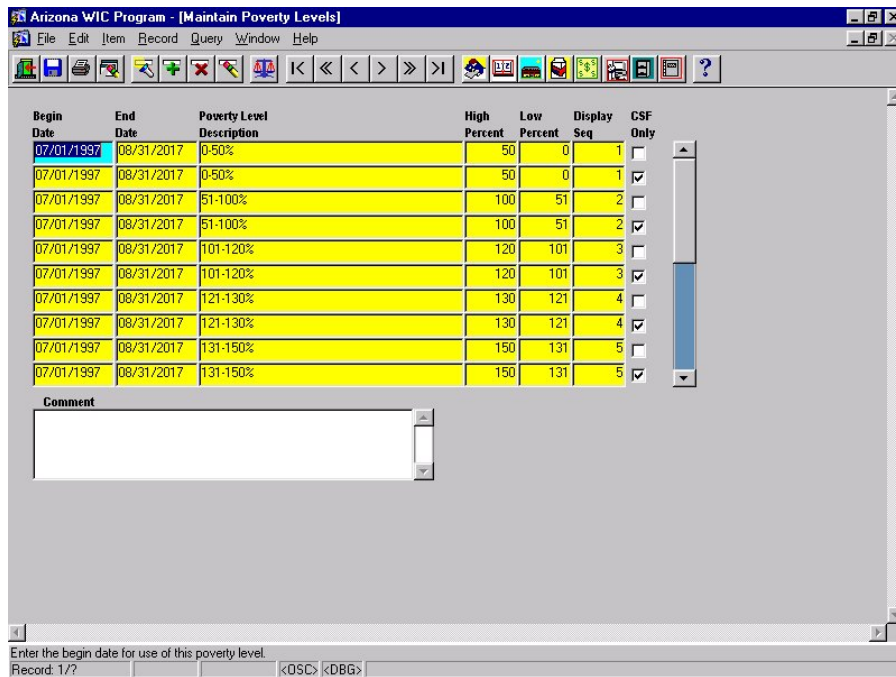 Arizona WIC Program - [Maintain Poverty Levels]
File Edit Item Record Query Window Help
Begin Date End Date Poverty Level Description High Percent Low Percent Display Seq CSF Only
07/01/1997 08/31/2017 0-50% 50 0 1
07/01/1997 08/31/2017 0-50% 50 0 1
07/01/1997 08/31/2017 51-100% 100 51 2
07/01/1997 08/31/2017 51-100% 100 51 2
07/01/1997 08/31/2017 101-120% 120 101 3
07/01/1997 08/31/2017 101-120% 120 101 3
07/01/1997 08/31/2017 121-130% 130 121 4
07/01/1997 08/31/2017 121-130% 130 121 4
07/01/1997 08/31/2017 131-150% 150 131 5
07/01/1997 08/31/2017 131-150% 150 131 5
Comment
Enter the begin date for use of this poverty level.
Record: 1/? <OSC> <DBG>